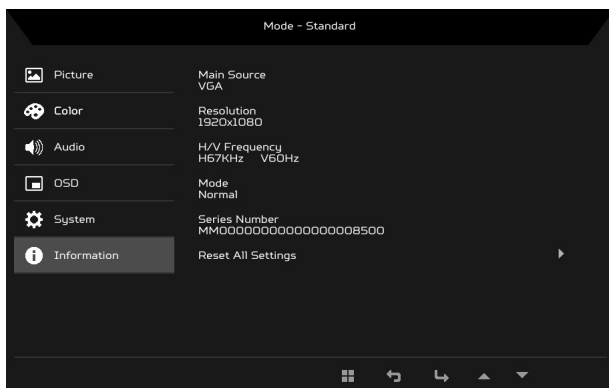 Mode - Standard
Picture
Color
Audio
OSD
System
Information
Main Source
VGA
Resolution
1920x1080
H/V Frequency
H67KHz V60Hz
Mode
Normal
Series Number
MM00000000000000008500
Reset All Settings